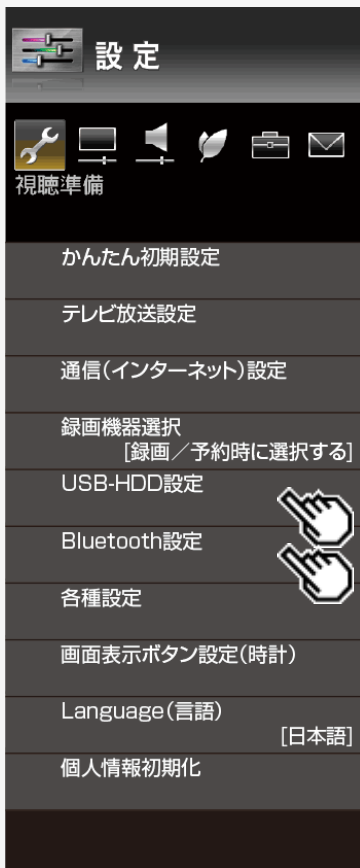 設定
視聴準備
かんたん初期設定
テレビ放送設定
通信(インターネット)設定
録画機器選択
[録画／予約時に選択する]
USB-HDD設定
Bluetooth設定
各種設定
画面表示ボタン設定(時計)
Language(言語)
[日本語]
個人情報初期化